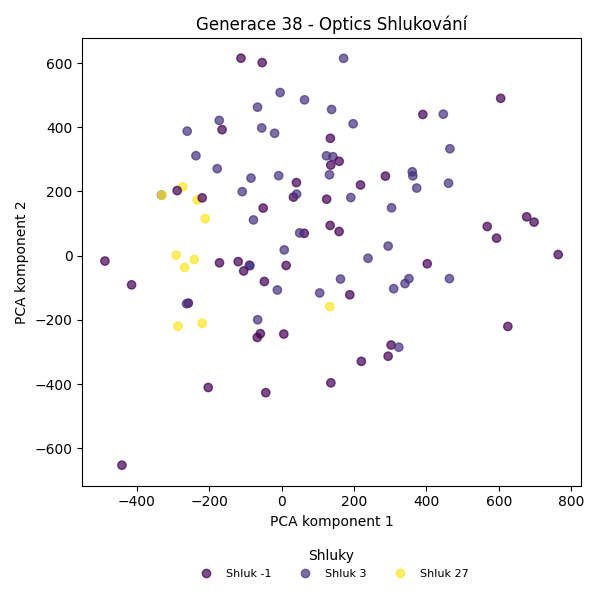 Generace 38 - Optics Shlukování
PCA komponent 2
600
400
200
0
−200
−400
−600
−400
−200
0
200
400
600
800
PCA komponent 1
Shluky
Shluk -1
Shluk 3
Shluk 27